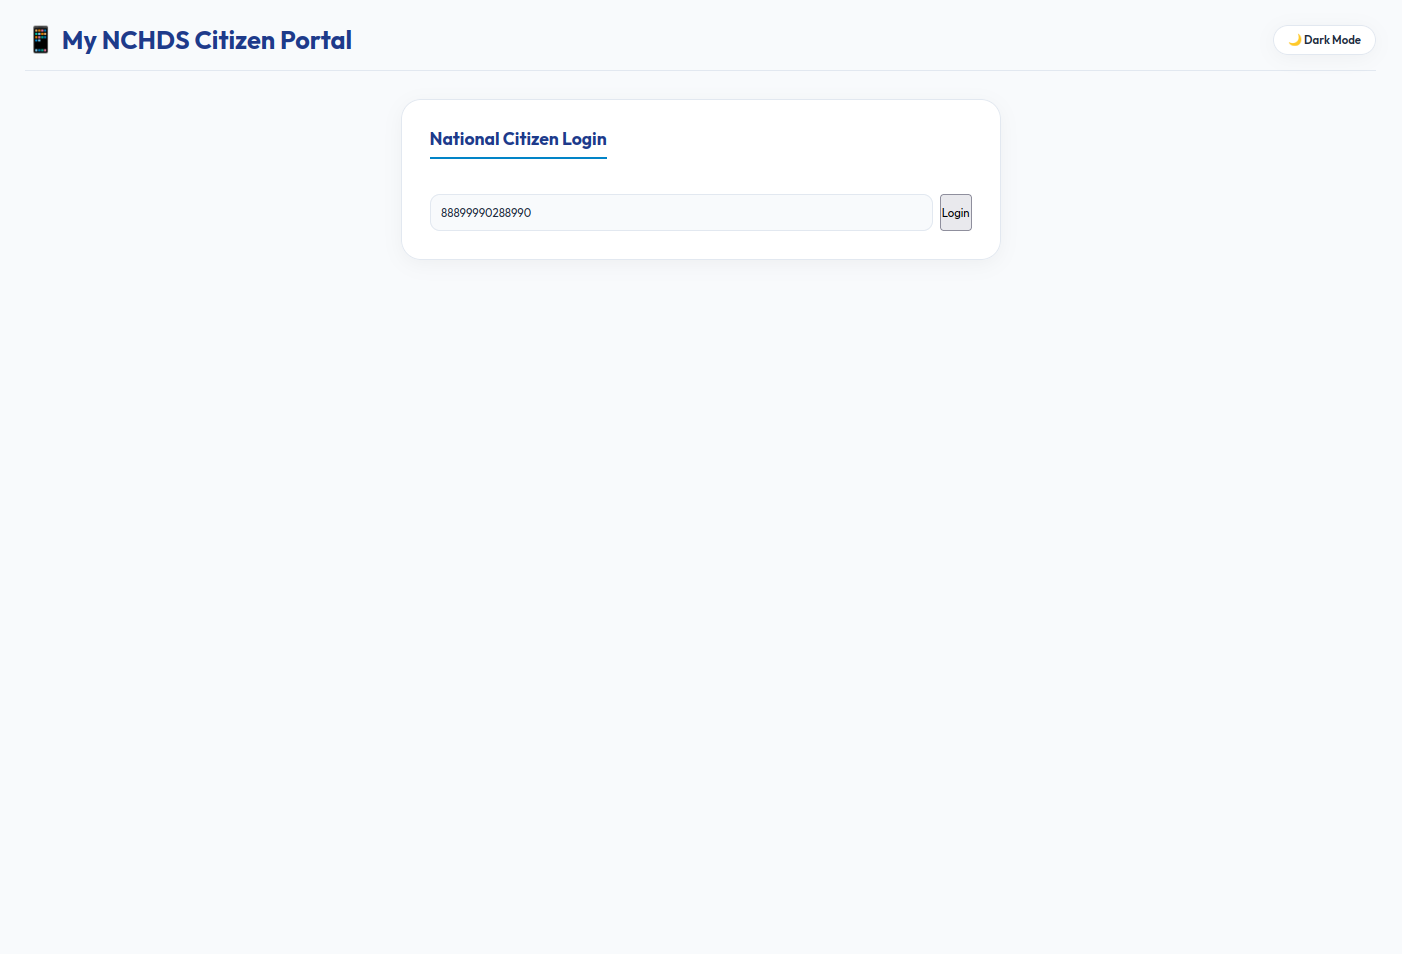 My NCHDS Citizen Portal
🌙 Dark Mode
National Citizen Login
88899990288990
Login